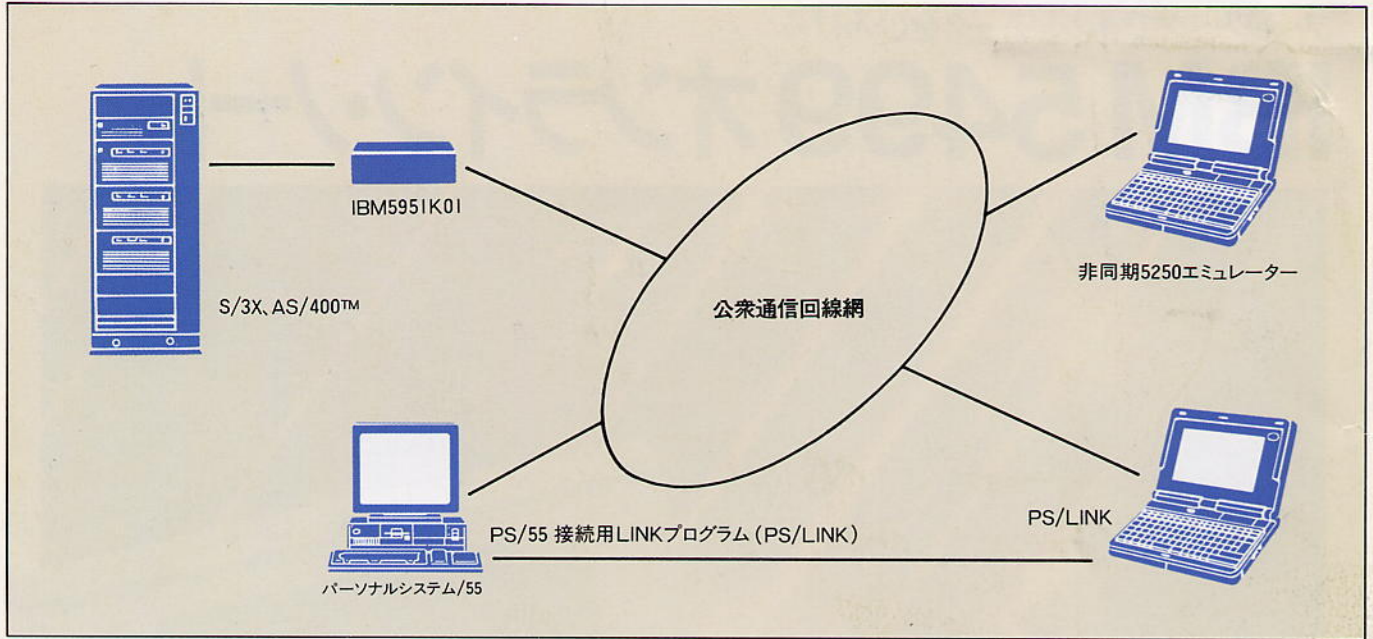 IBM5951K01
S/3X、AS/400™
公衆通信回線網
非同期5250エミュレーター
PS/55 接続用LINKプログラム(PS/LINK)
PS/LINK
パーソナルシステム/55